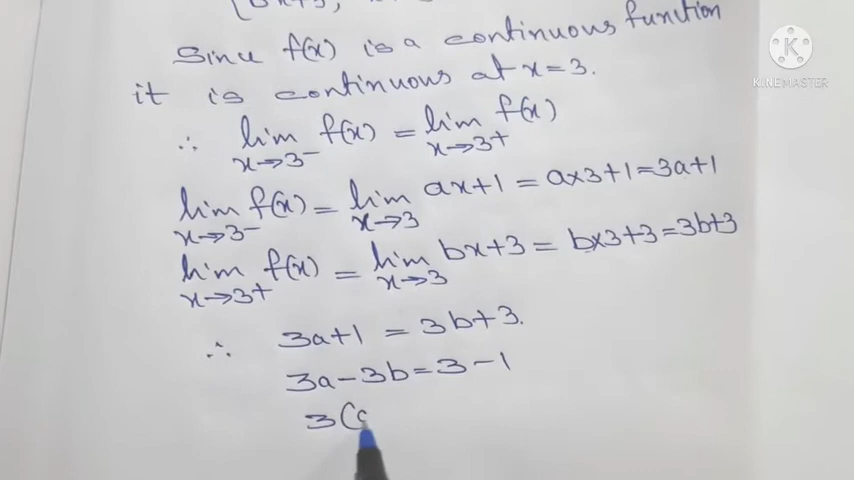 Since f(x) is a continuous function
it is continuous at x=3.
∴ lim x→3⁻ f(x) = lim x→3⁺ f(x)
lim x→3⁻ f(x) = lim x→3 ax+1 = a×3+1=3a+1
lim x→3⁺ f(x) = lim x→3 bx+3 = b×3+3=3b+3
∴ 3a+1 = 3b+3.
3a-3b=3-1
3(
K
KINEMASTER